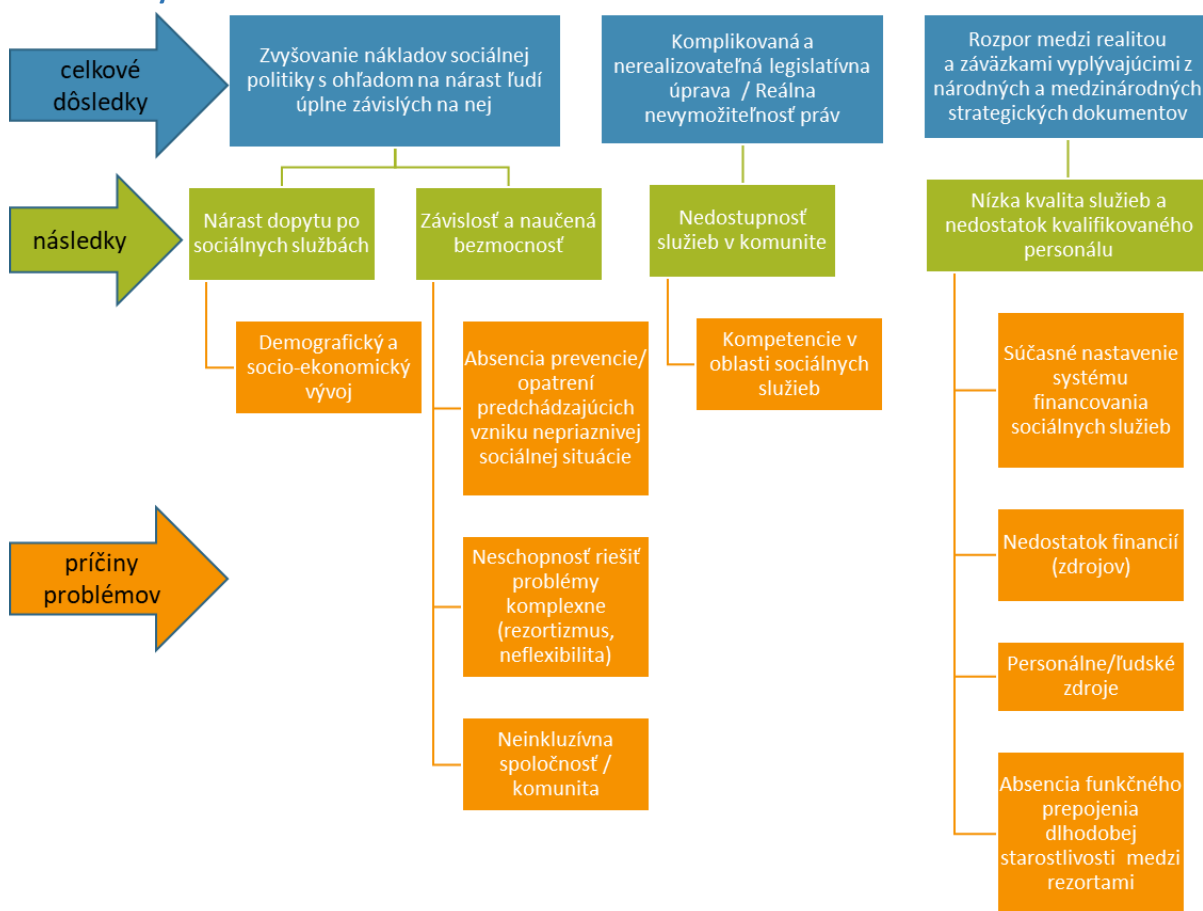 celkové
dôsledky
Zvyšovanie nákladov sociálnej
politiky s ohľadom na nárast ľudí
úplne závislých na nej
Komplikovaná a
nerealizovateľná legislatívna
úprava / Reálna
nevymožiteľnosť práv
Rozpor medzi realitou
a záväzkami vyplývajúcimi z
národných a medzinárodných
strategických dokumentov
následky
Nárast dopytu po
sociálnych službách
Závislosť a naučená
bezmocnosť
Nedostupnosť
služieb v komunite
Nízka kvalita služieb a
nedostatok kvalifikovaného
personálu
príčiny
problémov
Demografický a
socio-ekonomický
vývoj
Absencia prevencie/
opatrení
predchádzajúcich
vzniku nepriaznivej
sociálnej situácie
Neschopnosť riešiť
problémy
komplexne
(rezortizmus,
neflexibilita)
Neinkluzívna
spoločnosť /
komunita
Kompetencie v
oblasti sociálnych
služieb
Súčasné nastavenie
systému
financovania
sociálnych služieb
Nedostatok financií
(zdrojov)
Personálne/ľudské
zdroje
Absencia funkčného
prepojenia
dlhodobej
starostlivosti medzi
rezortami